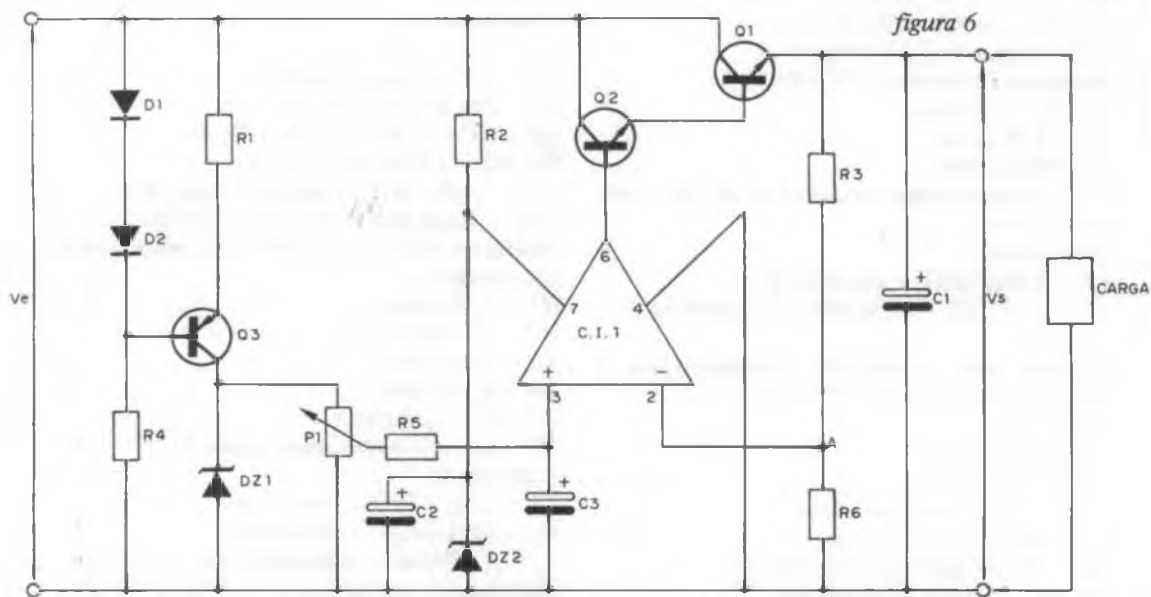 figura 6
Q1
D1
Q2
R1
R2
R3
D2
6
+
Ve
7
4
C1
Vs
CARGA
Q3
C.I.1
+
−
3
2
R4
P1
R5
A
DZ1
+
C2
+
C3
R6
DZ2